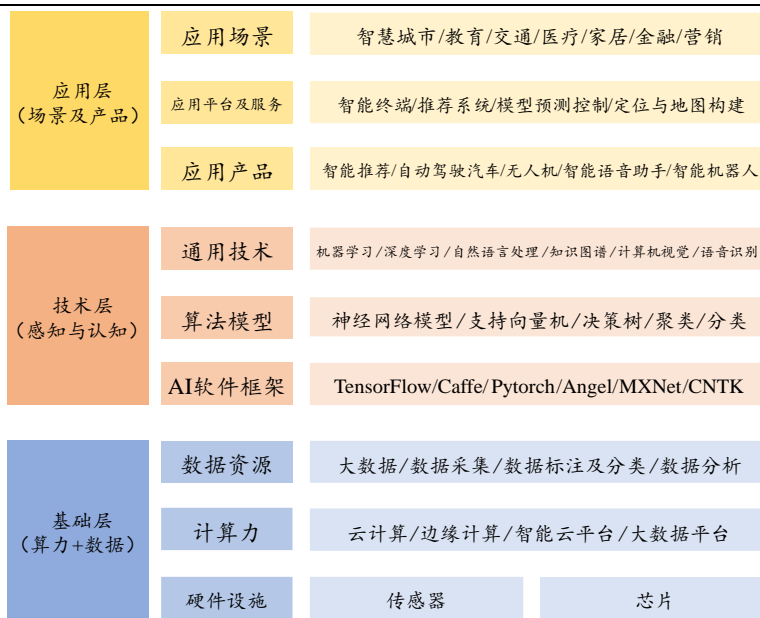 应用层
（场景及产品）
应用场景
智慧城市/教育/交通/医疗/家居/金融/营销
应用平台及服务
智能终端/推荐系统/模型预测控制/定位与地图构建
应用产品
智能推荐/自动驾驶汽车/无人机/智能语音助手/智能机器人
技术层
（感知与认知）
通用技术
机器学习/深度学习/自然语言处理/知识图谱/计算机视觉/语音识别
算法模型
神经网络模型/支持向量机/决策树/聚类/分类
AI软件框架
TensorFlow/Caffe/Pytorch/Angel/MXNet/CNTK
基础层
（算力+数据）
数据资源
大数据/数据采集/数据标注及分类/数据分析
计算力
云计算/边缘计算/智能云平台/大数据平台
硬件设施
传感器
芯片